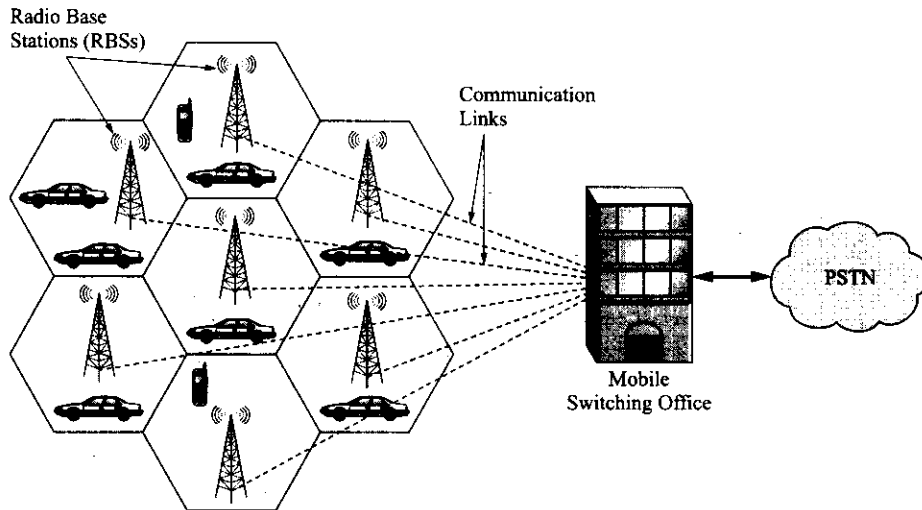 Radio Base
Stations (RBSs)
Communication
Links
PSTN
Mobile
Switching Office